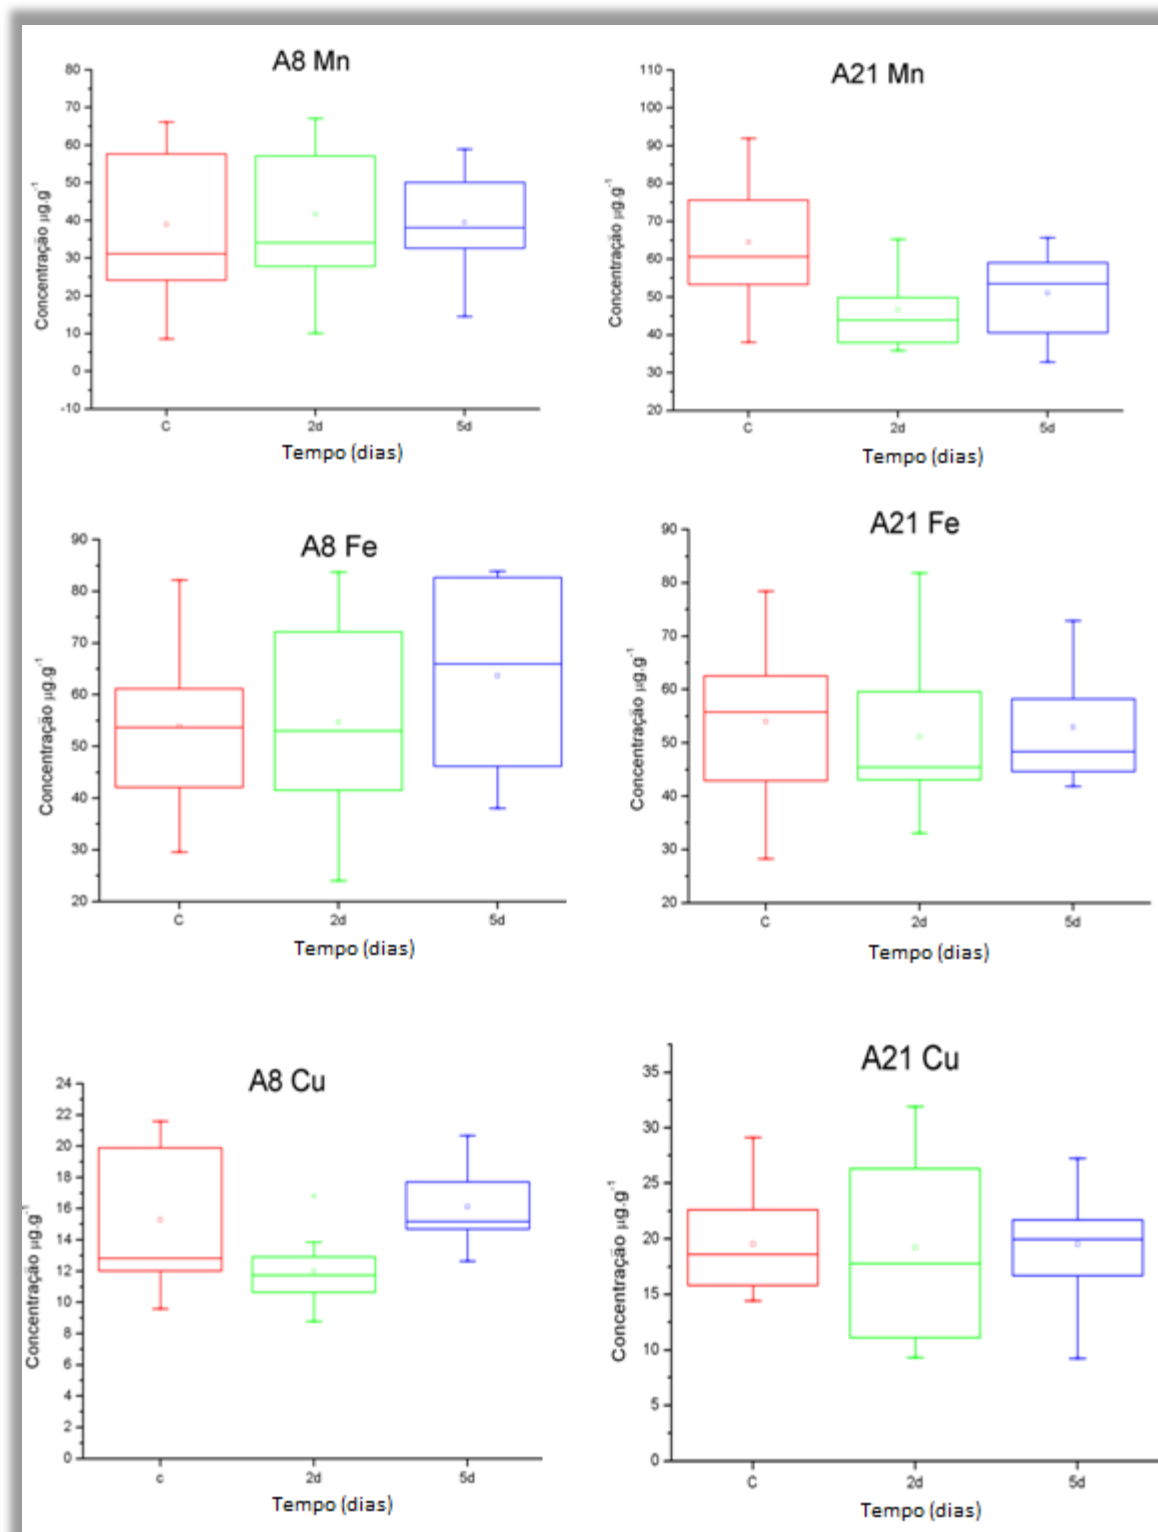 A8 Mn
Concentração µg.g⁻¹
80
70
60
50
40
30
20
10
0
-10
C 2d 5d
Tempo (dias)
A21 Mn
Concentração µg.g⁻¹
110
100
90
80
70
60
50
40
30
20
C 2d 5d
Tempo (dias)
A8 Fe
Concentração µg.g⁻¹
90
80
70
60
50
40
30
20
C 2d 5d
Tempo (dias)
A21 Fe
Concentração µg.g⁻¹
90
80
70
60
50
40
30
20
C 2d 5d
Tempo (dias)
A8 Cu
Concentração µg.g⁻¹
24
22
20
18
16
14
12
10
8
6
4
2
0
c 2d 5d
Tempo (dias)
A21 Cu
Concentração µg.g⁻¹
35
30
25
20
15
10
5
0
C 2d 5d
Tempo (dias)